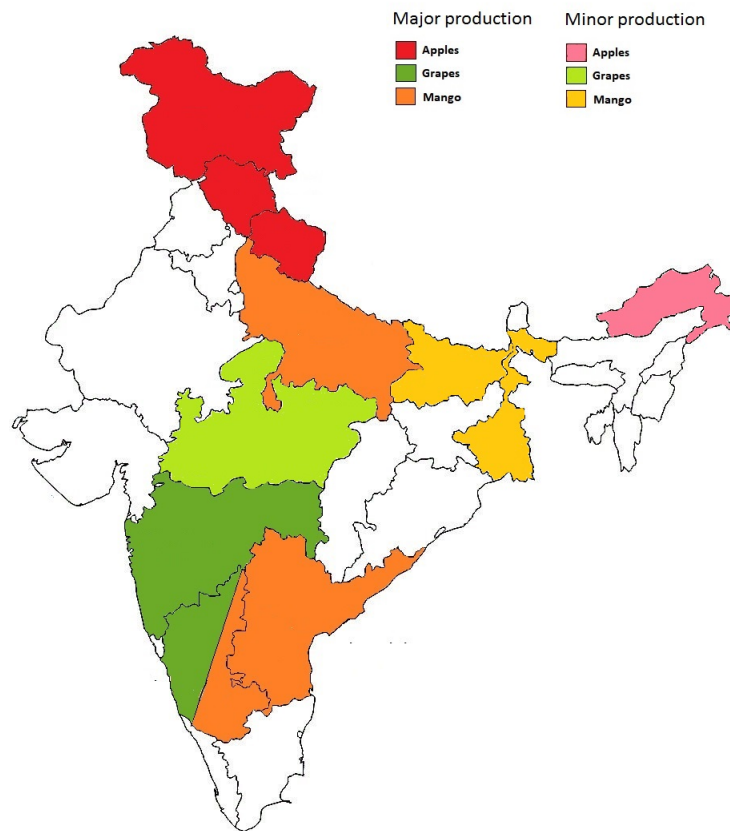 Major production
Apples
Grapes
Mango
Minor production
Apples
Grapes
Mango